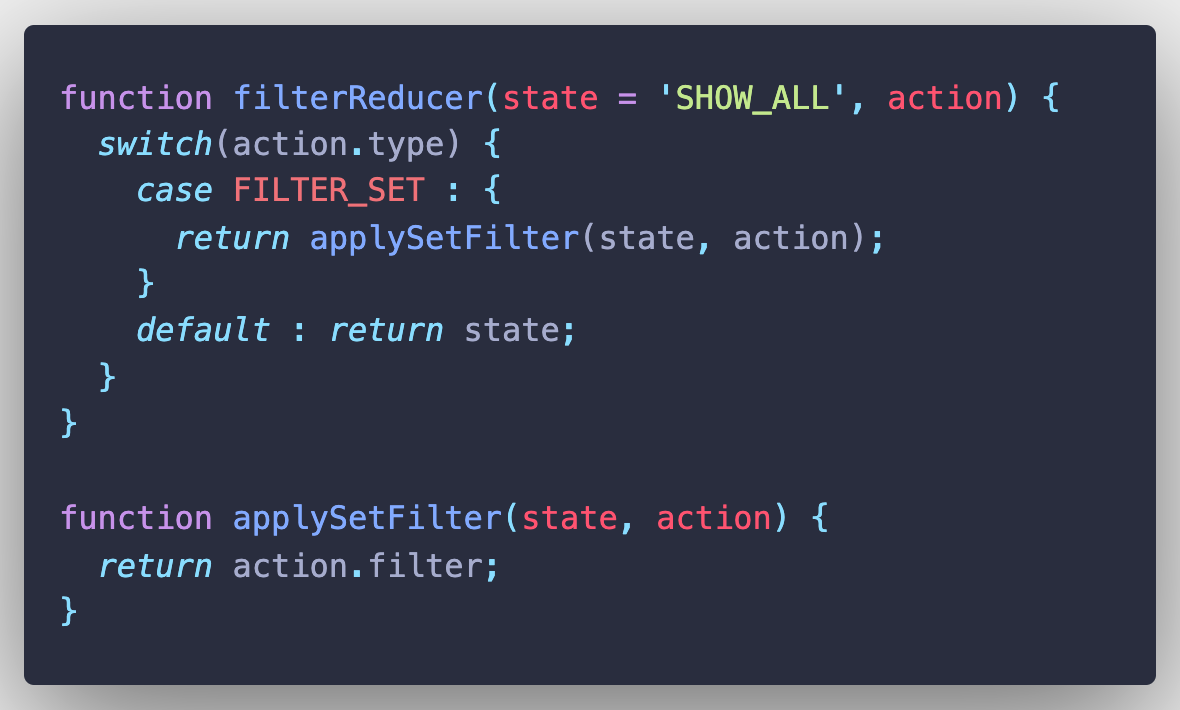 function filterReducer(state = 'SHOW_ALL', action) {
  switch(action.type) {
    case FILTER_SET : {
      return applySetFilter(state, action);
    }
    default : return state;
  }
}

function applySetFilter(state, action) {
  return action.filter;
}